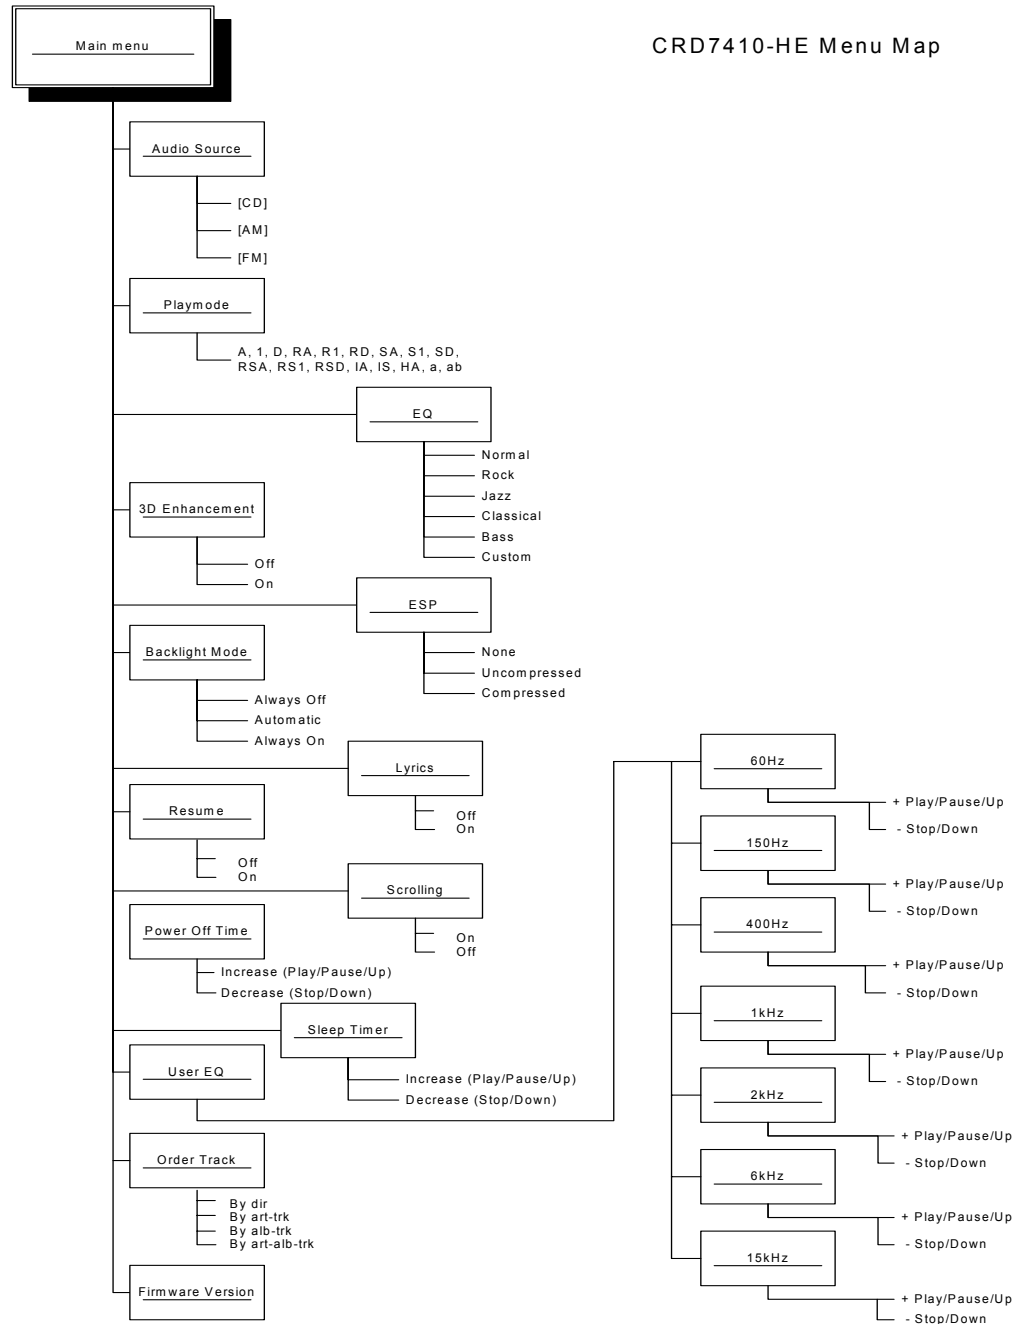 Main menu
CRD7410-HE Menu Map
Audio Source
[CD]
[AM]
[FM]
Playmode
A, 1, D, RA, R1, RD, SA, S1, SD,
RSA, RS1, RSD, IA, IS, HA, a, ab
EQ
Normal
Rock
Jazz
Classical
Bass
Custom
3D Enhancement
Off
On
ESP
None
Uncompressed
Compressed
Backlight Mode
Always Off
Automatic
Always On
Lyrics
Off
On
Resume
Off
On
Scrolling
On
Off
Power Off Time
Increase (Play/Pause/Up)
Decrease (Stop/Down)
Sleep Timer
Increase (Play/Pause/Up)
Decrease (Stop/Down)
User EQ
60Hz
+ Play/Pause/Up
- Stop/Down
150Hz
+ Play/Pause/Up
- Stop/Down
400Hz
+ Play/Pause/Up
- Stop/Down
1kHz
+ Play/Pause/Up
- Stop/Down
2kHz
+ Play/Pause/Up
- Stop/Down
6kHz
+ Play/Pause/Up
- Stop/Down
15kHz
+ Play/Pause/Up
- Stop/Down
Order Track
By dir
By art-trk
By alb-trk
By art-alb-trk
Firmware Version